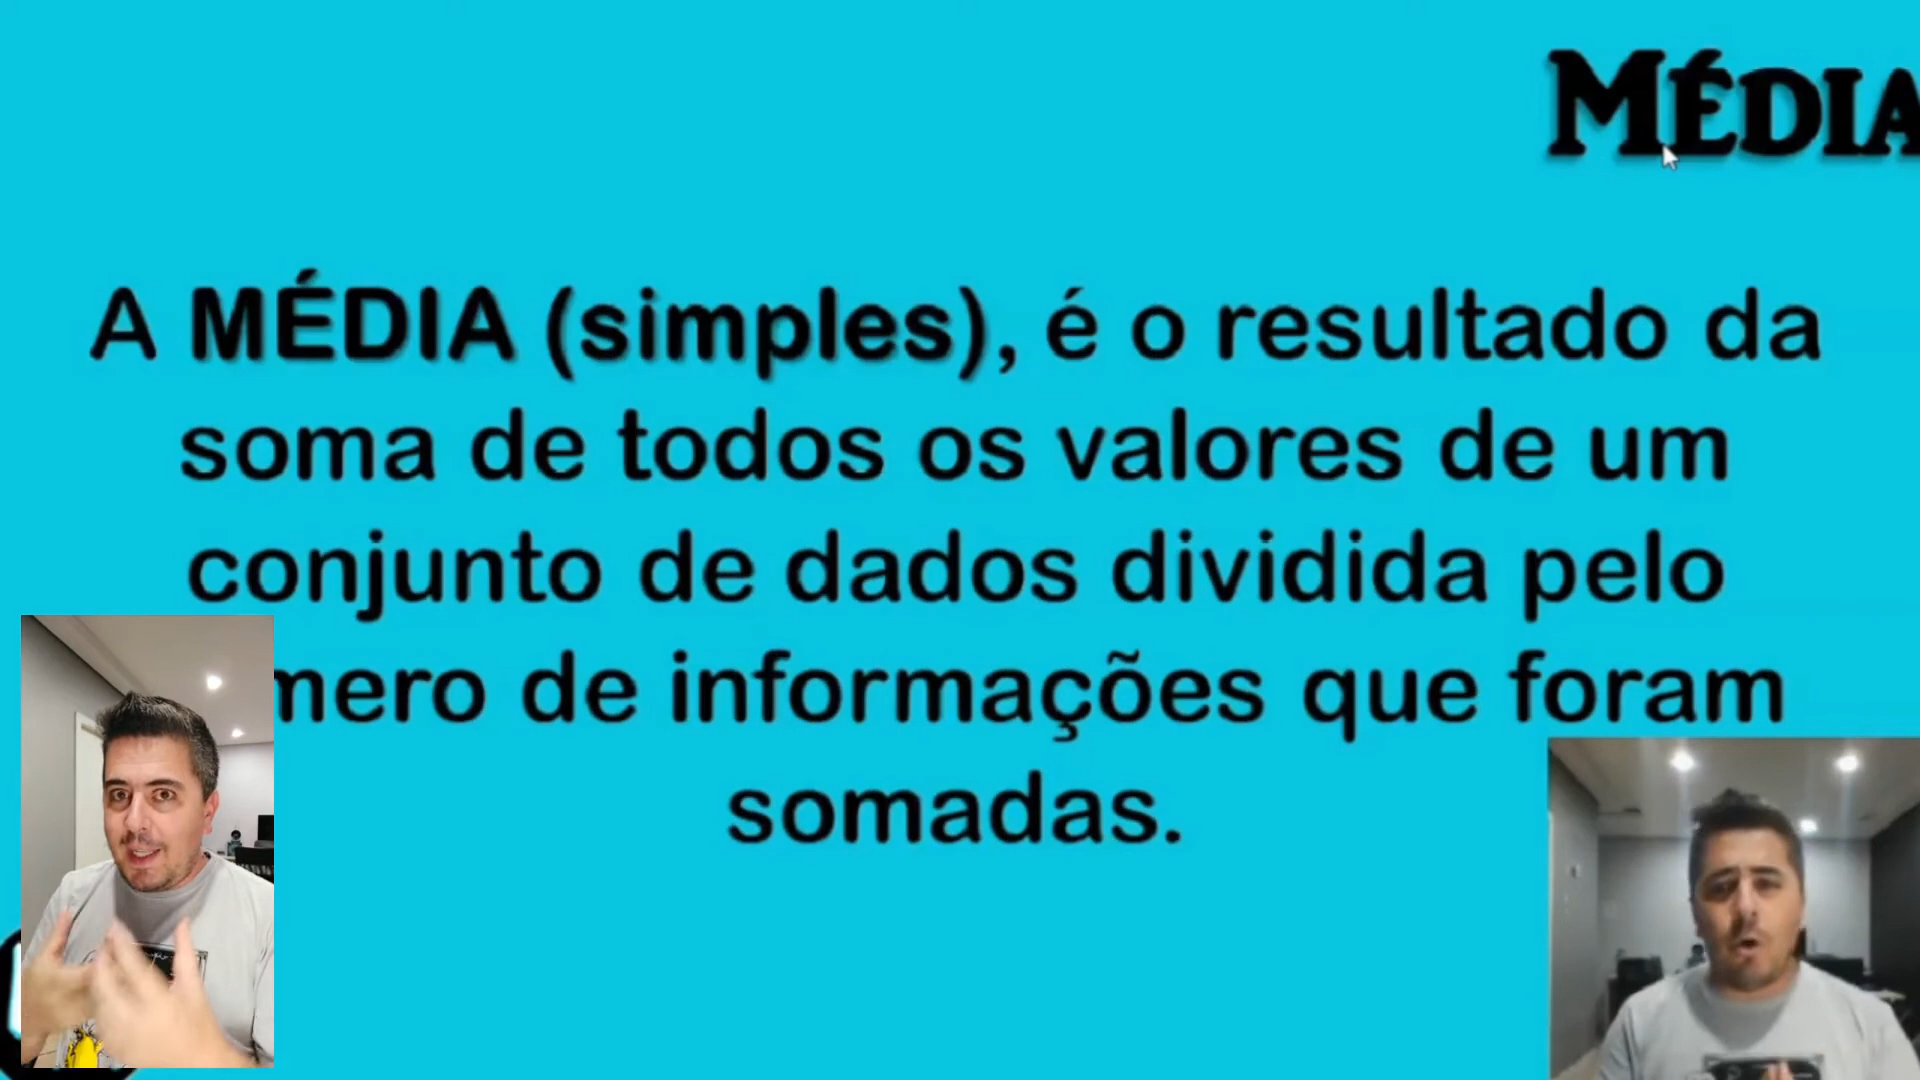 MÉDIA
A MÉDIA (simples), é o resultado da
soma de todos os valores de um
conjunto de dados dividida pelo
mero de informações que foram
somadas.